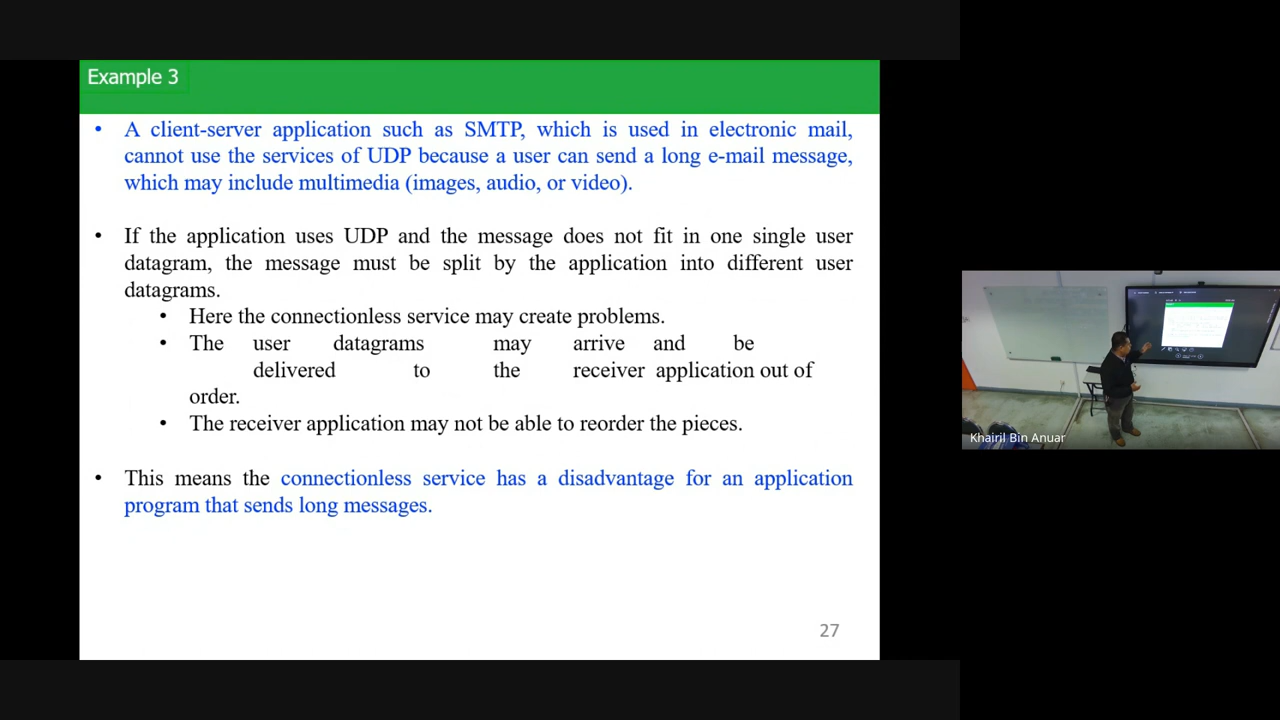 Example 3
• A client-server application such as SMTP, which is used in electronic mail,
cannot use the services of UDP because a user can send a long e-mail message,
which may include multimedia (images, audio, or video).
• If the application uses UDP and the message does not fit in one single user
datagram, the message must be split by the application into different user
datagrams.
• Here the connectionless service may create problems.
• The user datagrams may arrive and be
delivered to the receiver application out of
order.
• The receiver application may not be able to reorder the pieces.
• This means the connectionless service has a disadvantage for an application
program that sends long messages.
27
Khairil Bin Anuar